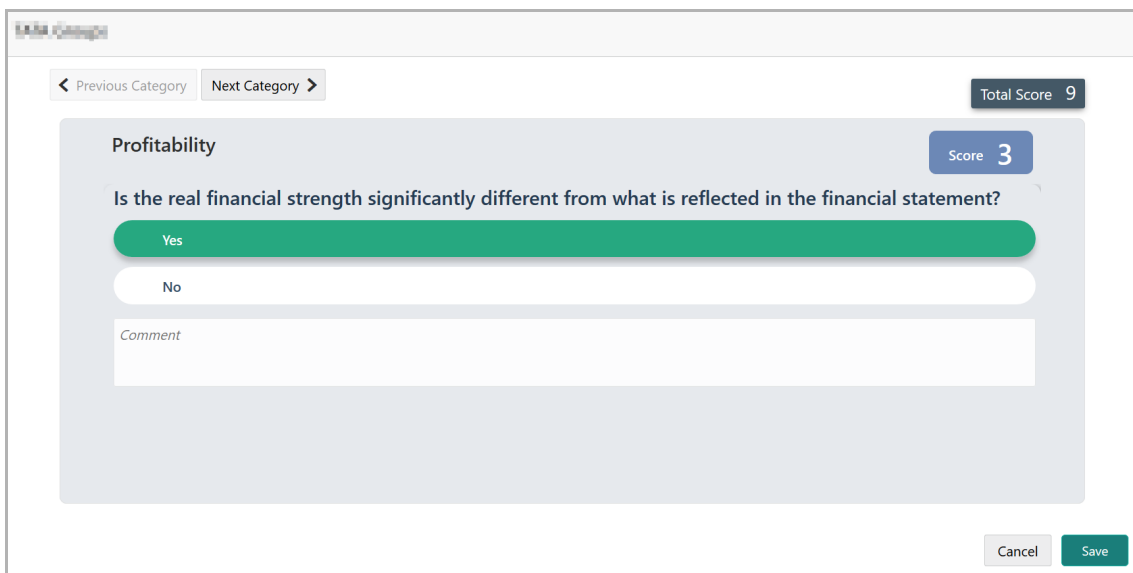 Previous Category Next Category
Total Score 9
Profitability
Score 3
Is the real financial strength significantly different from what is reflected in the financial statement?
Yes
No
Comment
Cancel Save